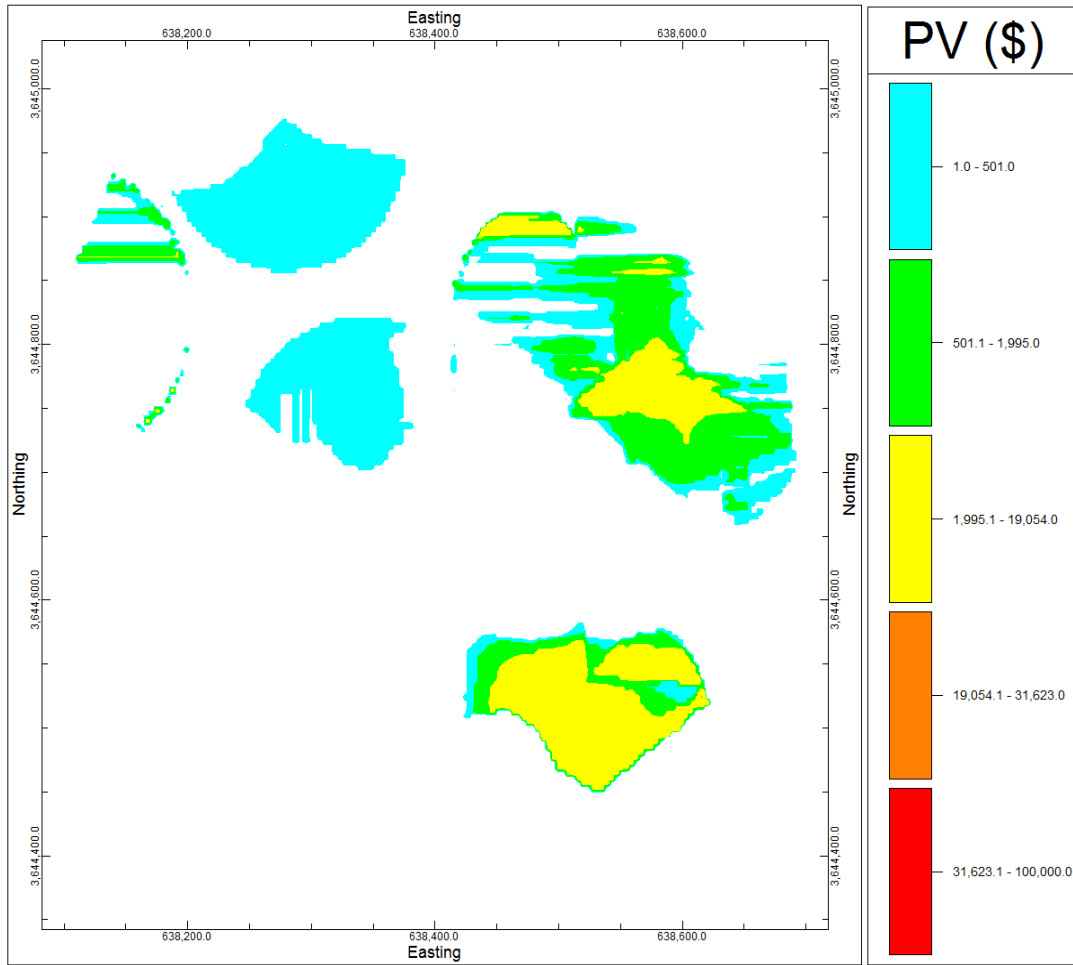 Easting
638,200.0 638,400.0 638,600.0
3,645,000.0 3,645,000.0
3,644,800.0 3,644,800.0
Northing Northing
3,644,600.0 3,644,600.0
3,644,400.0 3,644,400.0
638,200.0 638,400.0 638,600.0
Easting
PV ($)
1.0 - 501.0
501.1 - 1,995.0
1,995.1 - 19,054.0
19,054.1 - 31,623.0
31,623.1 - 100,000.0